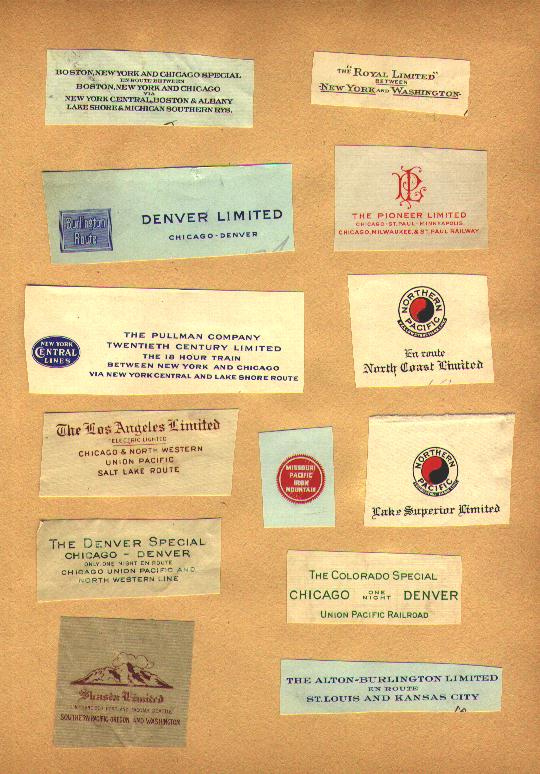 BOSTON, NEW YORK AND CHICAGO SPECIAL
EN ROUTE BETWEEN
BOSTON, NEW YORK AND CHICAGO
VIA
NEW YORK CENTRAL, BOSTON & ALBANY
LAKE SHORE & MICHIGAN SOUTHERN RYS.
THE "ROYAL LIMITED"
BETWEEN
NEW YORK AND WASHINGTON
Burlington
Route
DENVER LIMITED
CHICAGO-DENVER
PL
THE PIONEER LIMITED
CHICAGO-ST. PAUL-MINNEAPOLIS
CHICAGO, MILWAUKEE, & ST. PAUL RAILWAY
NEW YORK
CENTRAL
LINES
THE PULLMAN COMPANY
TWENTIETH CENTURY LIMITED
THE 18 HOUR TRAIN
BETWEEN NEW YORK AND CHICAGO
VIA NEW YORK CENTRAL AND LAKE SHORE ROUTE
NORTHERN
PACIFIC
En route
North Coast Limited
The Los Angeles Limited
ELECTRIC LIGHTED
CHICAGO & NORTH WESTERN
UNION PACIFIC
SALT LAKE ROUTE
MISSOURI
PACIFIC
IRON
MOUNTAIN
NORTHERN
PACIFIC
Lake Superior Limited
THE DENVER SPECIAL
CHICAGO - DENVER
ONLY ONE NIGHT EN ROUTE
CHICAGO UNION PACIFIC AND
NORTH WESTERN LINE
THE COLORADO SPECIAL
CHICAGO ONE NIGHT DENVER
UNION PACIFIC RAILROAD
Shasta Limited
SAN FRANCISCO PORTLAND TACOMA SEATTLE
SOUTHERN PACIFIC OREGON AND WASHINGTON
THE ALTON-BURLINGTON LIMITED
EN ROUTE
ST. LOUIS AND KANSAS CITY